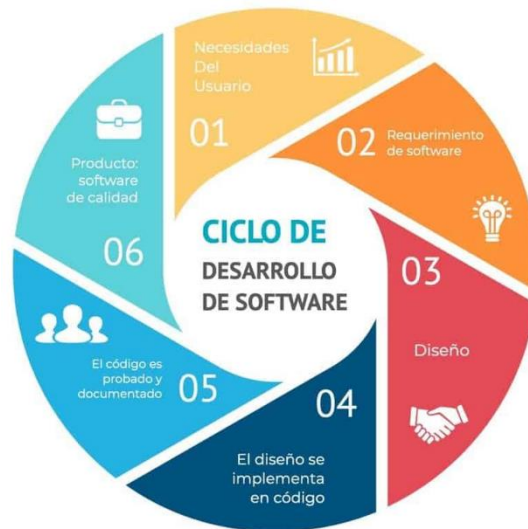 CICLO DE
DESARROLLO
DE SOFTWARE
Necesidades
Del
Usuario
01
02
Requerimiento
de software
03
Diseño
04
El diseño se
implementa
en código
05
El código es
probado y
documentado
06
Producto:
software
de calidad